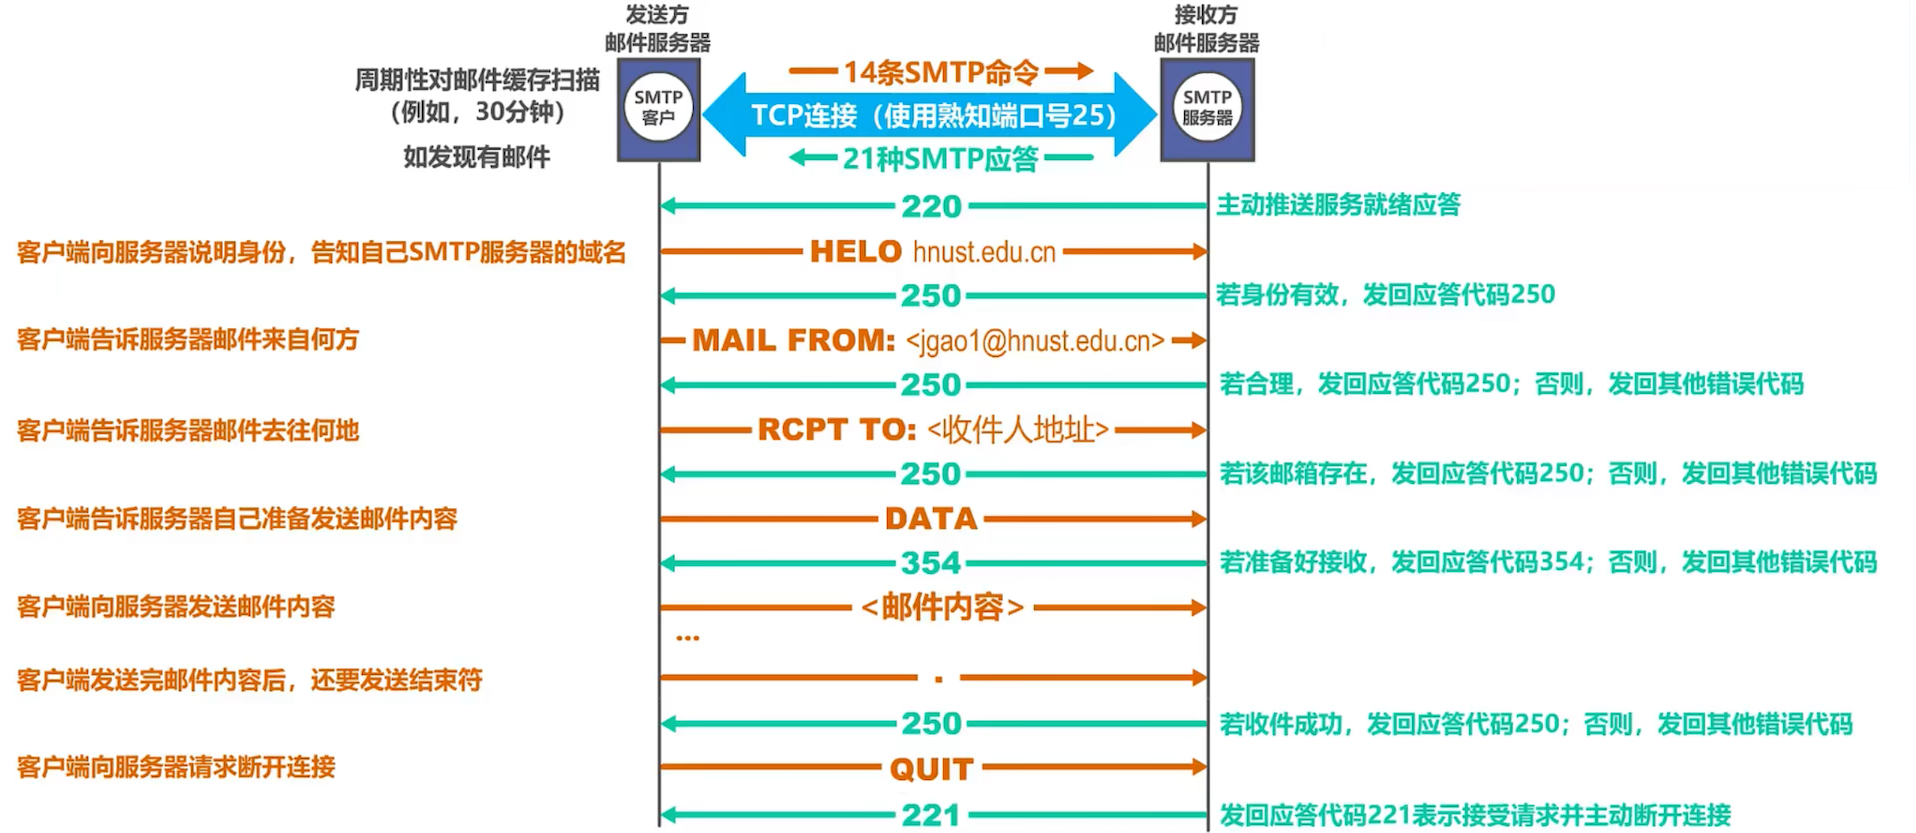 发送方
邮件服务器
接收方
邮件服务器
周期性对邮件缓存扫描
（例如，30分钟）
如发现有邮件
SMTP
客户
14条SMTP命令
TCP连接（使用熟知端口号25）
21种SMTP应答
SMTP
服务器
220
主动推送服务就绪应答
客户端向服务器说明身份，告知自己SMTP服务器的域名
HELO hnust.edu.cn
250
若身份有效，发回应答代码250
客户端告诉服务器邮件来自何方
MAIL FROM: <jgao1@hnust.edu.cn>
250
若合理，发回应答代码250；否则，发回其他错误代码
客户端告诉服务器邮件去往何地
RCPT TO: <收件人地址>
250
若该邮箱存在，发回应答代码250；否则，发回其他错误代码
客户端告诉服务器自己准备发送邮件内容
DATA
354
若准备好接收，发回应答代码354；否则，发回其他错误代码
客户端向服务器发送邮件内容
<邮件内容>
...
客户端发送完邮件内容后，还要发送结束符
.
250
若收件成功，发回应答代码250；否则，发回其他错误代码
客户端向服务器请求断开连接
QUIT
221
发回应答代码221表示接受请求并主动断开连接